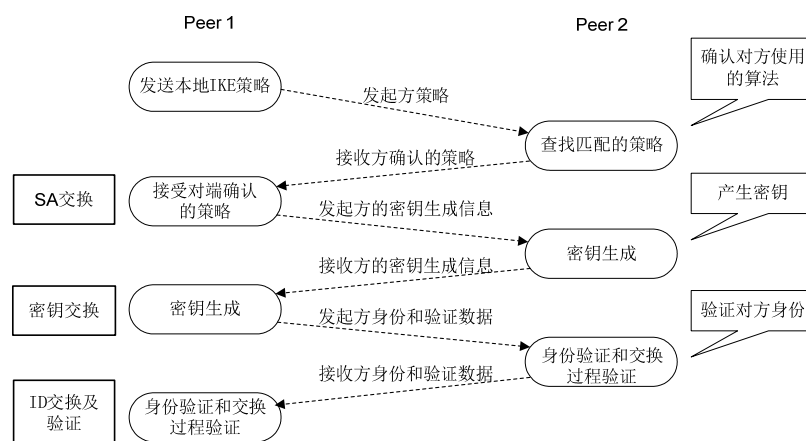 Peer 1
Peer 2
发送本地IKE策略
发起方策略
确认对方使用
的算法
查找匹配的策略
接收方确认的策略
SA交换
接受对端确认
的策略
发起方的密钥生成信息
产生密钥
密钥生成
接收方的密钥生成信息
密钥交换
密钥生成
发起方身份和验证数据
验证对方身份
身份验证和交换
过程验证
接收方身份和验证数据
ID交换及
验证
身份验证和交换
过程验证